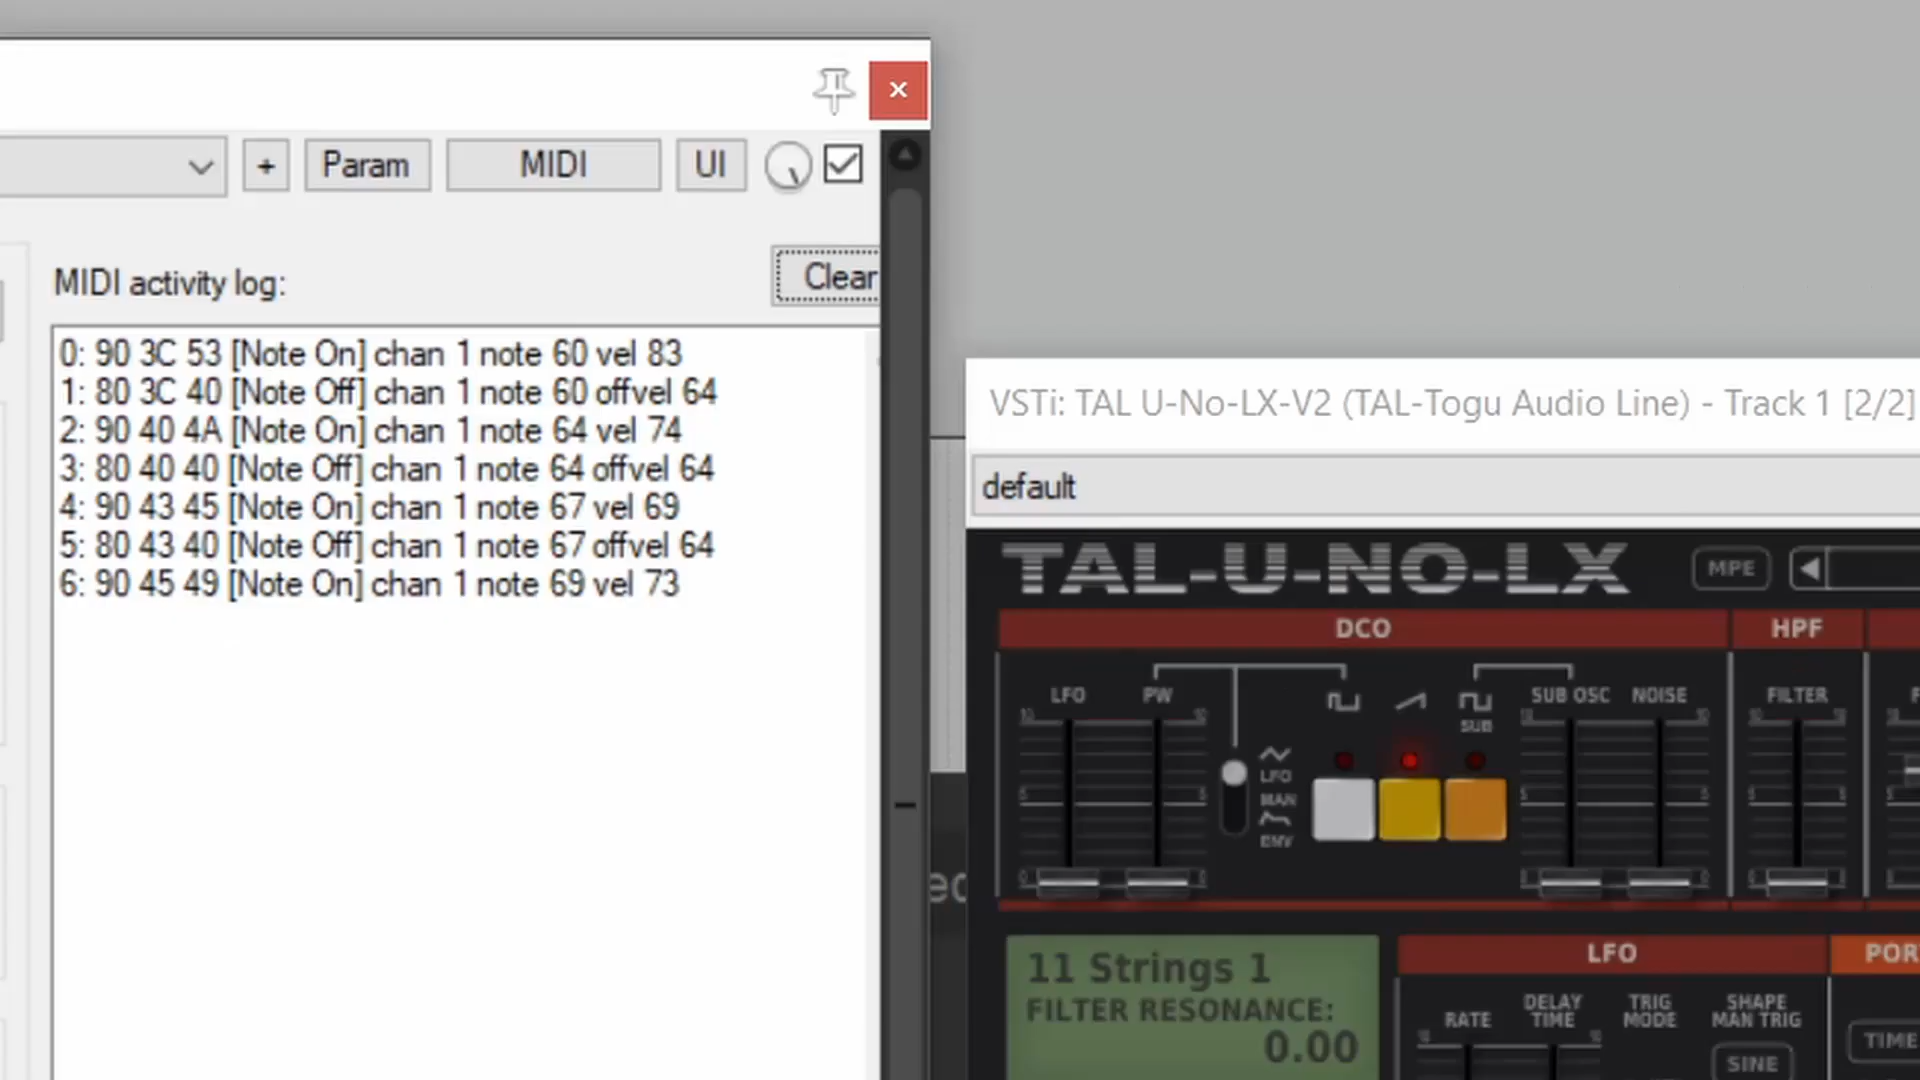 + Param MIDI UI
MIDI activity log:
Clear
0: 90 3C 53 [Note On] chan 1 note 60 vel 83
1: 80 3C 40 [Note Off] chan 1 note 60 offvel 64
2: 90 40 4A [Note On] chan 1 note 64 vel 74
3: 80 40 40 [Note Off] chan 1 note 64 offvel 64
4: 90 43 45 [Note On] chan 1 note 67 vel 69
5: 80 43 40 [Note Off] chan 1 note 67 offvel 64
6: 90 45 49 [Note On] chan 1 note 69 vel 73
VSTi: TAL U-No-LX-V2 (TAL-Togu Audio Line) - Track 1 [2/2]
default
TAL-U-NO-LX
MPE
DCO
HPF
LFO
PW
SUB
SUB OSC
NOISE
FILTER
LFO
MAN
ENV
11 Strings 1
FILTER RESONANCE:
0.00
LFO
POR
RATE
DELAY
TIME
TRIG
MODE
SHAPE
MAN TRIG
SINE
TIME